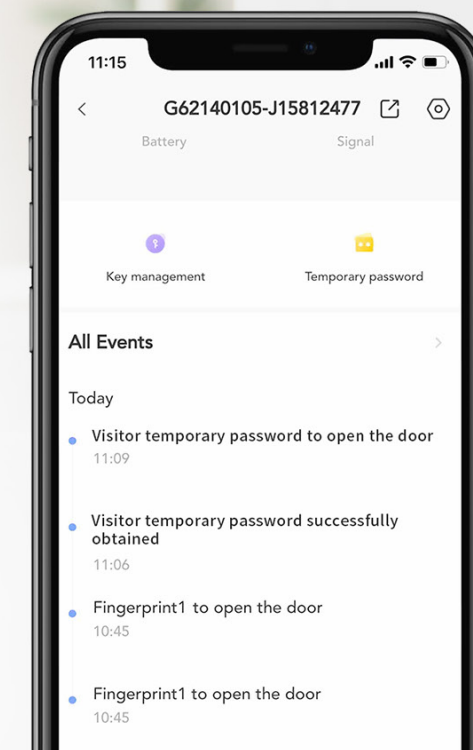 11:15
G62140105-J15812477
Battery Signal
Key management Temporary password
All Events
Today
Visitor temporary password to open the door
11:09
Visitor temporary password successfully
obtained
11:06
Fingerprint1 to open the door
10:45
Fingerprint1 to open the door
10:45